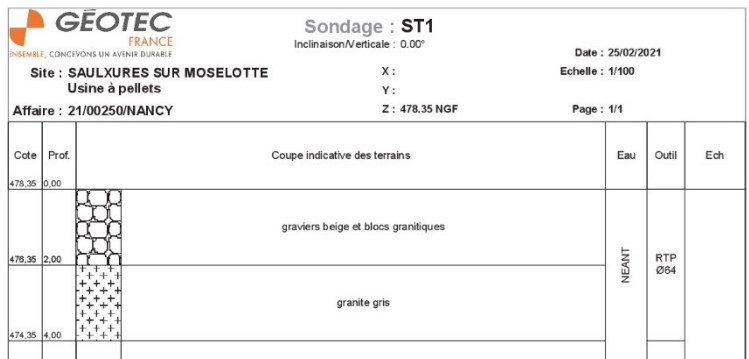 GÉOTEC
FRANCE
ENSEMBLE, CONCEVONS UN AVENIR DURABLE
Sondage : ST1
Inclinaison/Verticale : 0.00°
Date : 25/02/2021
Site : SAULXURES SUR MOSELOTTE
X :
Echelle : 1/100
Usine à pellets
Y :
Affaire : 21/00250/NANCY
Z : 478.35 NGF
Page : 1/1
Cote Prof. Coupe indicative des terrains Eau Outil Ech
478,35 0,00
graviers beige et blocs granitiques
476,35 2,00
NEANT
RTP
Ø64
granite gris
474,35 4,00